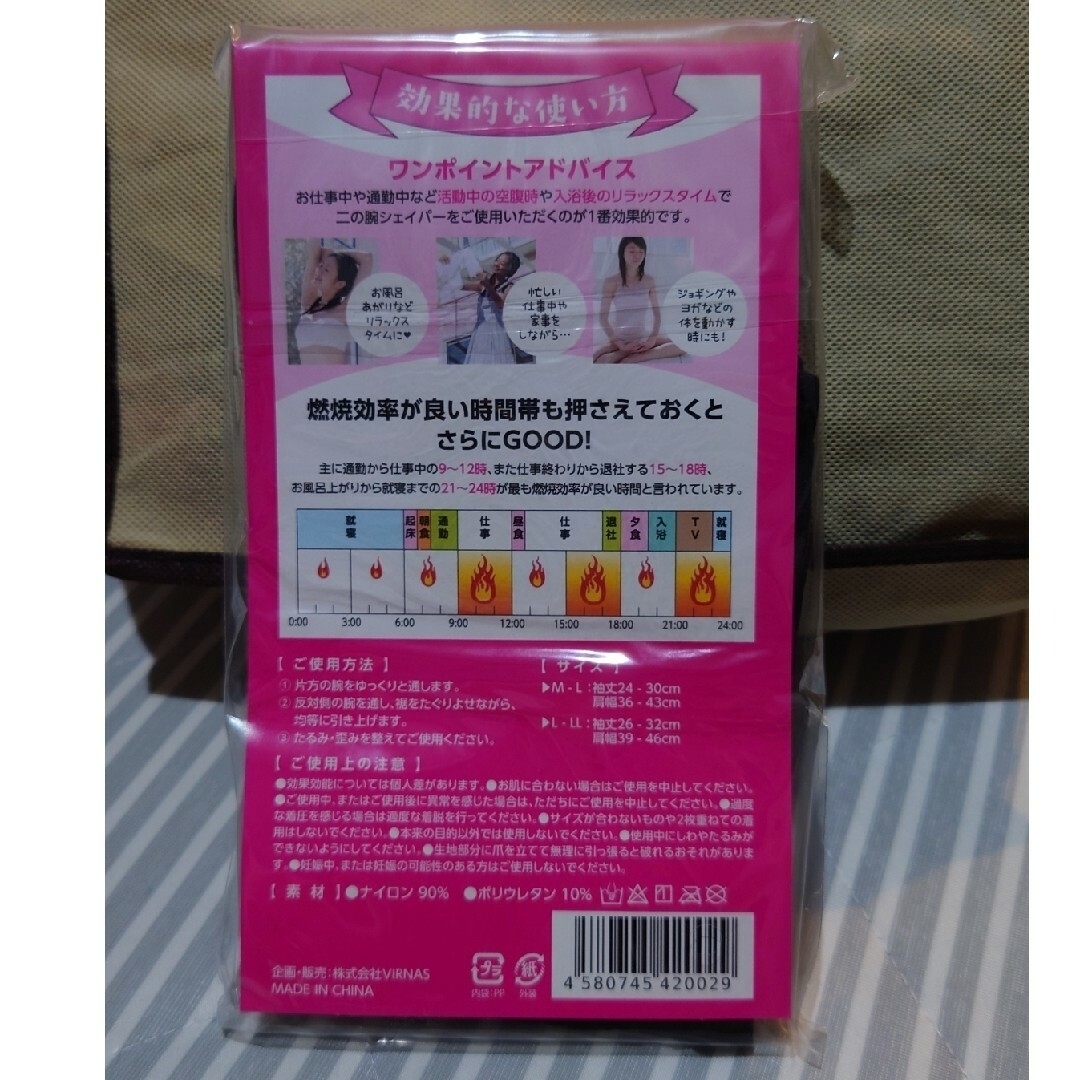 効果的な使い方
ワンポイントアドバイス
お仕事中や通勤中など活動中の空腹時や入浴後のリラックスタイムで
二の腕シェイパーをご使用いただくのが1番効果的です。
お風呂
あがりなど
リラックス
タイムに♥
忙しい
仕事中や
家事を
しながら…
ジョギングや
ヨガなどの
体を動かす
時にも!
燃焼効率が良い時間帯も押さえておくと
さらにGOOD!
主に通勤から仕事中の9〜12時、また仕事終わりから退社する15〜18時、
お風呂上がりから就寝までの21〜24時が最も燃焼効率が良い時間と言われています。
就寝 起床 朝食 通勤 仕事 昼食 仕事 退社 夕食 入浴 TV 就寝
0:00 3:00 6:00 9:00 12:00 15:00 18:00 21:00 24:00
【 ご使用方法 】
① 片方の腕をゆっくりと通します。
② 反対側の腕を通し、裾をたぐりよせながら、
均等に引き上げます。
③ たるみ・歪みを整えてご使用ください。
【 サイズ 】
▶M - L : 袖丈24 - 30cm
肩幅36 - 43cm
▶L - LL : 袖丈26 - 32cm
肩幅39 - 46cm
【 ご使用上の注意 】
●効果効能については個人差があります。●お肌に合わない場合はご使用を中止してください。
●ご使用中、またはご使用後に異常を感じた場合は、ただちにご使用を中止してください。●過度
な着圧を感じる場合は適度な着脱を行ってください。●サイズが合わないものや2枚重ねての着
用はしないでください。●本来の目的以外では使用しないでください。●使用中にしわやたるみが
できないようにしてください。●生地部分に爪を立てて無理に引っ張ると破れるおそれがありま
す。●妊娠中、または妊娠の可能性のある方はご使用しないでください。
【 素 材 】●ナイロン 90% ●ポリウレタン 10%
企画・販売：株式会社VIRNAS
MADE IN CHINA
プラ
内袋:PP
紙
外装
4 580745 420029